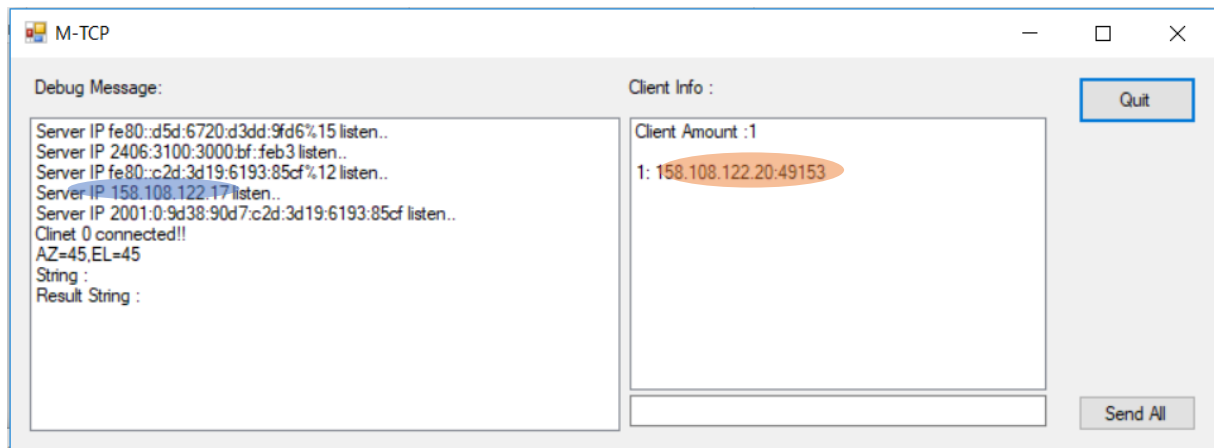 M-TCP
Debug Message:
Server IP fe80::d5d:6720:d3dd:9fd6%15 listen..
Server IP 2406:3100:3000:bf::feb3 listen..
Server IP fe80::c2d:3d19:6193:85cf%12 listen..
Server IP 158.108.122.17 listen..
Server IP 2001:0:9d38:90d7:c2d:3d19:6193:85cf listen..
Clinet 0 connected!!
AZ=45,EL=45
String :
Result String :
Client Info :
Client Amount :1
1: 158.108.122.20:49153
Quit
Send All